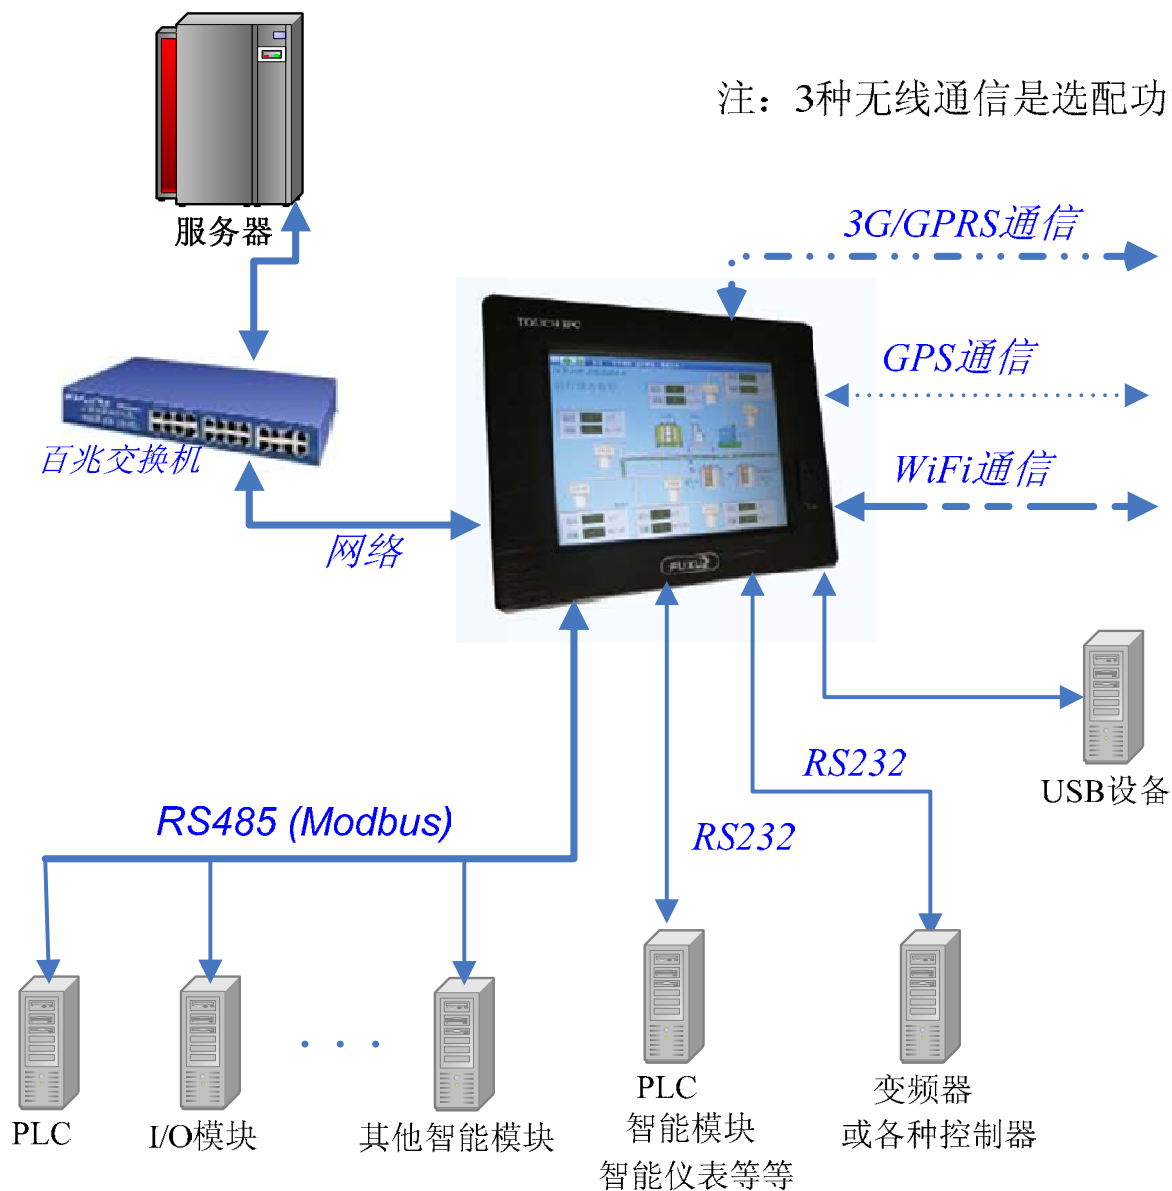 注：3种无线通信是选配功
服务器
3G/GPRS通信
TOUCH IPC
GPS通信
百兆交换机
WiFi通信
网络
USB设备
RS232
RS485 (Modbus)
RS232
PLC
I/O模块
其他智能模块
PLC
智能模块
智能仪表等等
变频器
或各种控制器